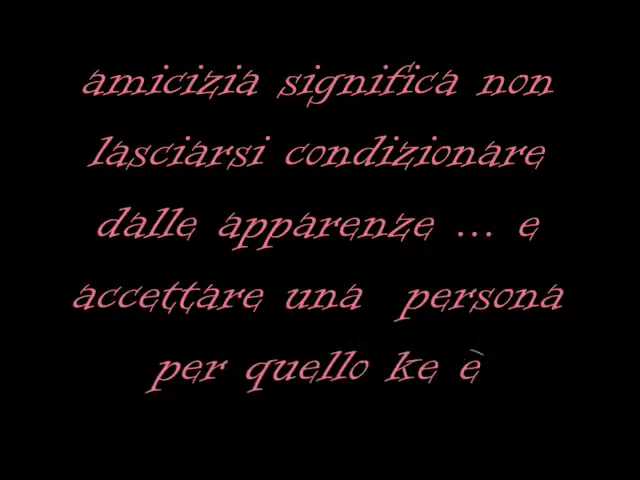 amicizia significa non
lasciarsi condizionare
dalle apparenze ... e
accettare una persona
per quello ke è